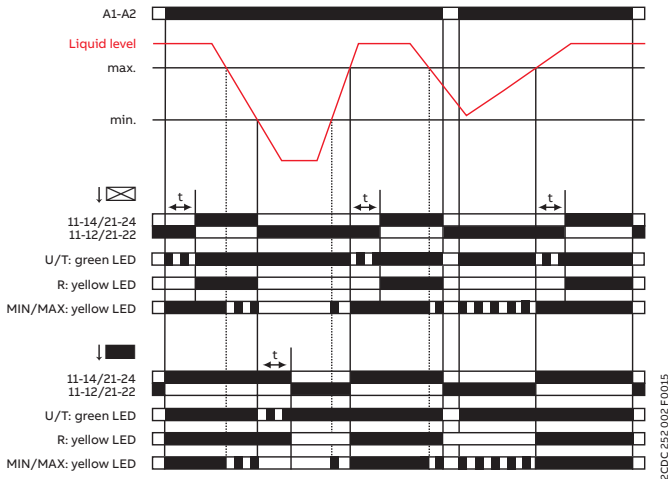 A1-A2
Liquid level
max.
min.
t t t
11-14/21-24
11-12/21-22
U/T: green LED
R: yellow LED
MIN/MAX: yellow LED
t
11-14/21-24
11-12/21-22
U/T: green LED
R: yellow LED
MIN/MAX: yellow LED
2CDC 252 002 F0015